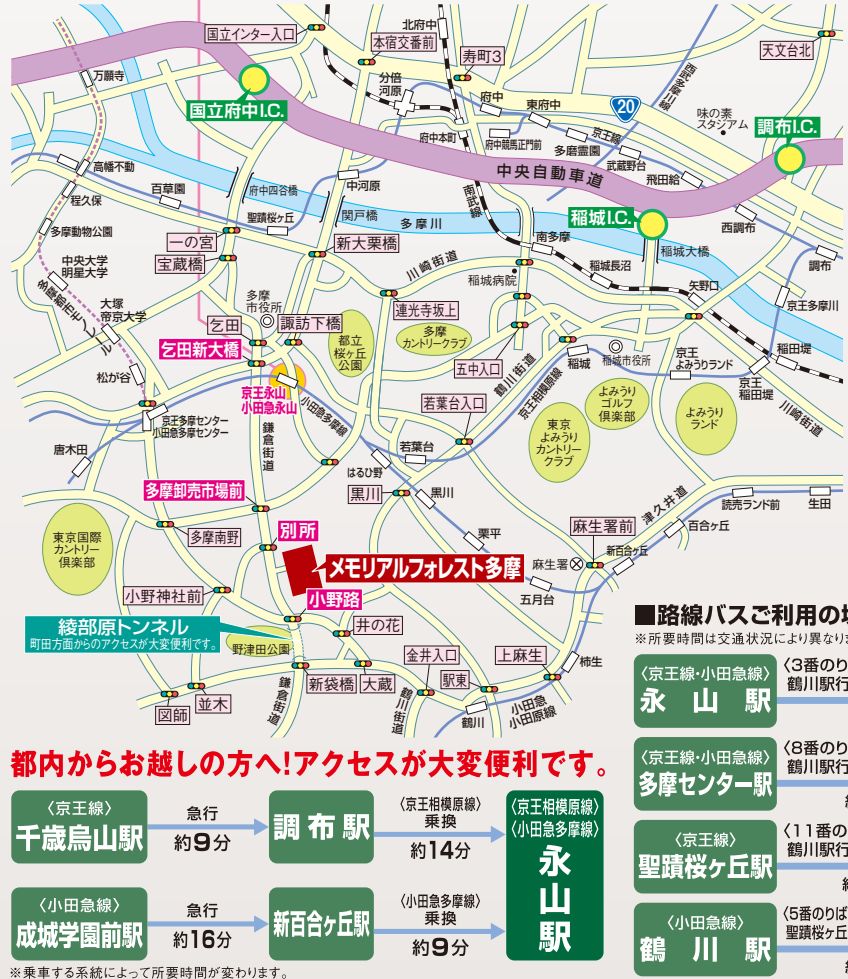 国立インター入口
北府中
本宿交番前
寿町3
天文台北
万願寺
分倍
河原
西武多摩川線
国立府中I.C.
府中
東府中
20
味の素
スタジアム
調布I.C.
府中本町
府中競馬正門前
京王線
多磨霊園
武蔵野台
飛田給
高幡不動
中央自動車道
程久保
百草園
府中四谷橋
中河原
南武線
稲城I.C.
西調布
多摩動物公園
聖蹟桜ヶ丘
関戸橋
多摩川
一の宮
新大栗橋
南多摩
稲城大橋
宝蔵橋
川崎街道
調布
中央大学
明星大学
稲城病院
稲城長沼
矢野口
多摩都市モノレール
大塚
帝京大学
多摩
市役所
連光寺坂上
京王多摩川
乞田
諏訪下橋
都立
桜ヶ丘
公園
多摩
カントリークラブ
乞田新大橋
五中入口
鶴川街道
稲城
稲城市役所
京王
よみうりランド
稲田堤
松が谷
京王永山
小田急永山
小田急多摩線
京王相模原線
京王
稲田堤
京王多摩センター
小田急多摩センター
鎌倉街道
若葉台入口
よみうり
ゴルフ
倶楽部
よみうり
ランド
川崎街道
唐木田
若葉台
東京
よみうり
カントリー
クラブ
はるひ野
多摩卸売市場前
黒川
黒川
津久井道
読売ランド前
生田
東京国際
カントリー
倶楽部
多摩南野
別所
栗平
麻生署前
百合ヶ丘
新百合ヶ丘
メモリアルフォレスト多摩
麻生署
小野神社前
小野路
五月台
綾部原トンネル
町田方面からのアクセスが大変便利です。
井の花
野津田公園
金井入口
上麻生
柿生
新袋橋
大蔵
駅東
図師
並木
鎌倉街道
鶴川街道
鶴川
小田急
小田原線
■路線バスご利用の場
※所要時間は交通状況により異なりま
〈京王線・小田急線〉
永山駅
〈3番のり
鶴川駅行
〈京王線・小田急線〉
多摩センター駅
〈8番のり
鶴川駅行
〈京王線〉
聖蹟桜ヶ丘駅
〈11番の
鶴川駅行
〈小田急線〉
鶴川駅
〈5番のりば
聖蹟桜ヶ丘
都内からお越しの方へ!アクセスが大変便利です。
〈京王線〉
千歳烏山駅
急行
約9分
調布駅
〈京王相模原線〉
乗換
約14分
〈京王相模原線〉
〈小田急多摩線〉
永山駅
〈小田急線〉
成城学園前駅
急行
約16分
新百合ヶ丘駅
〈小田急多摩線〉
乗換
約9分
※乗車する系統によって所要時間が変わります。